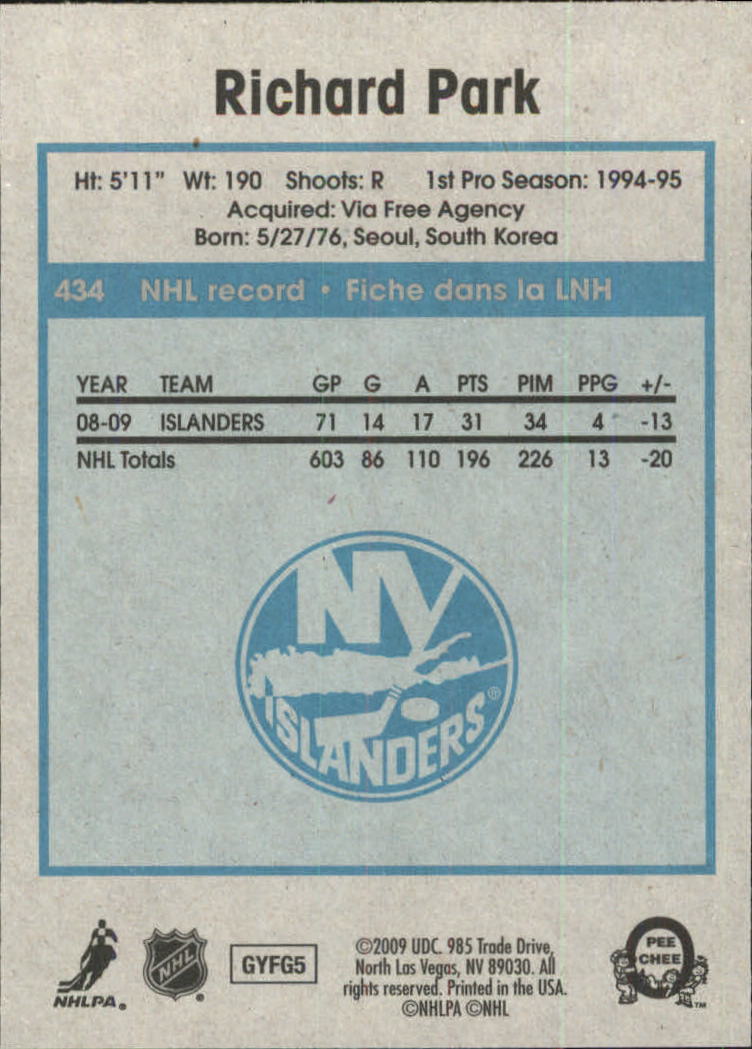 Richard Park
Ht: 5'11" Wt: 190 Shoots: R 1st Pro Season: 1994-95
Acquired: Via Free Agency
Born: 5/27/76, Seoul, South Korea
434 NHL record • Fiche dans la LNH
YEAR TEAM GP G A PTS PIM PPG +/-
08-09 ISLANDERS 71 14 17 31 34 4 -13
NHL Totals 603 86 110 196 226 13 -20
NY
ISLANDERS®
NHLPA®
NHL®
GYFG5
©2009 UDC. 985 Trade Drive,
North Las Vegas, NV 89030. All
rights reserved. Printed in the USA.
©NHLPA ©NHL
O
PEE
CHEE
TM